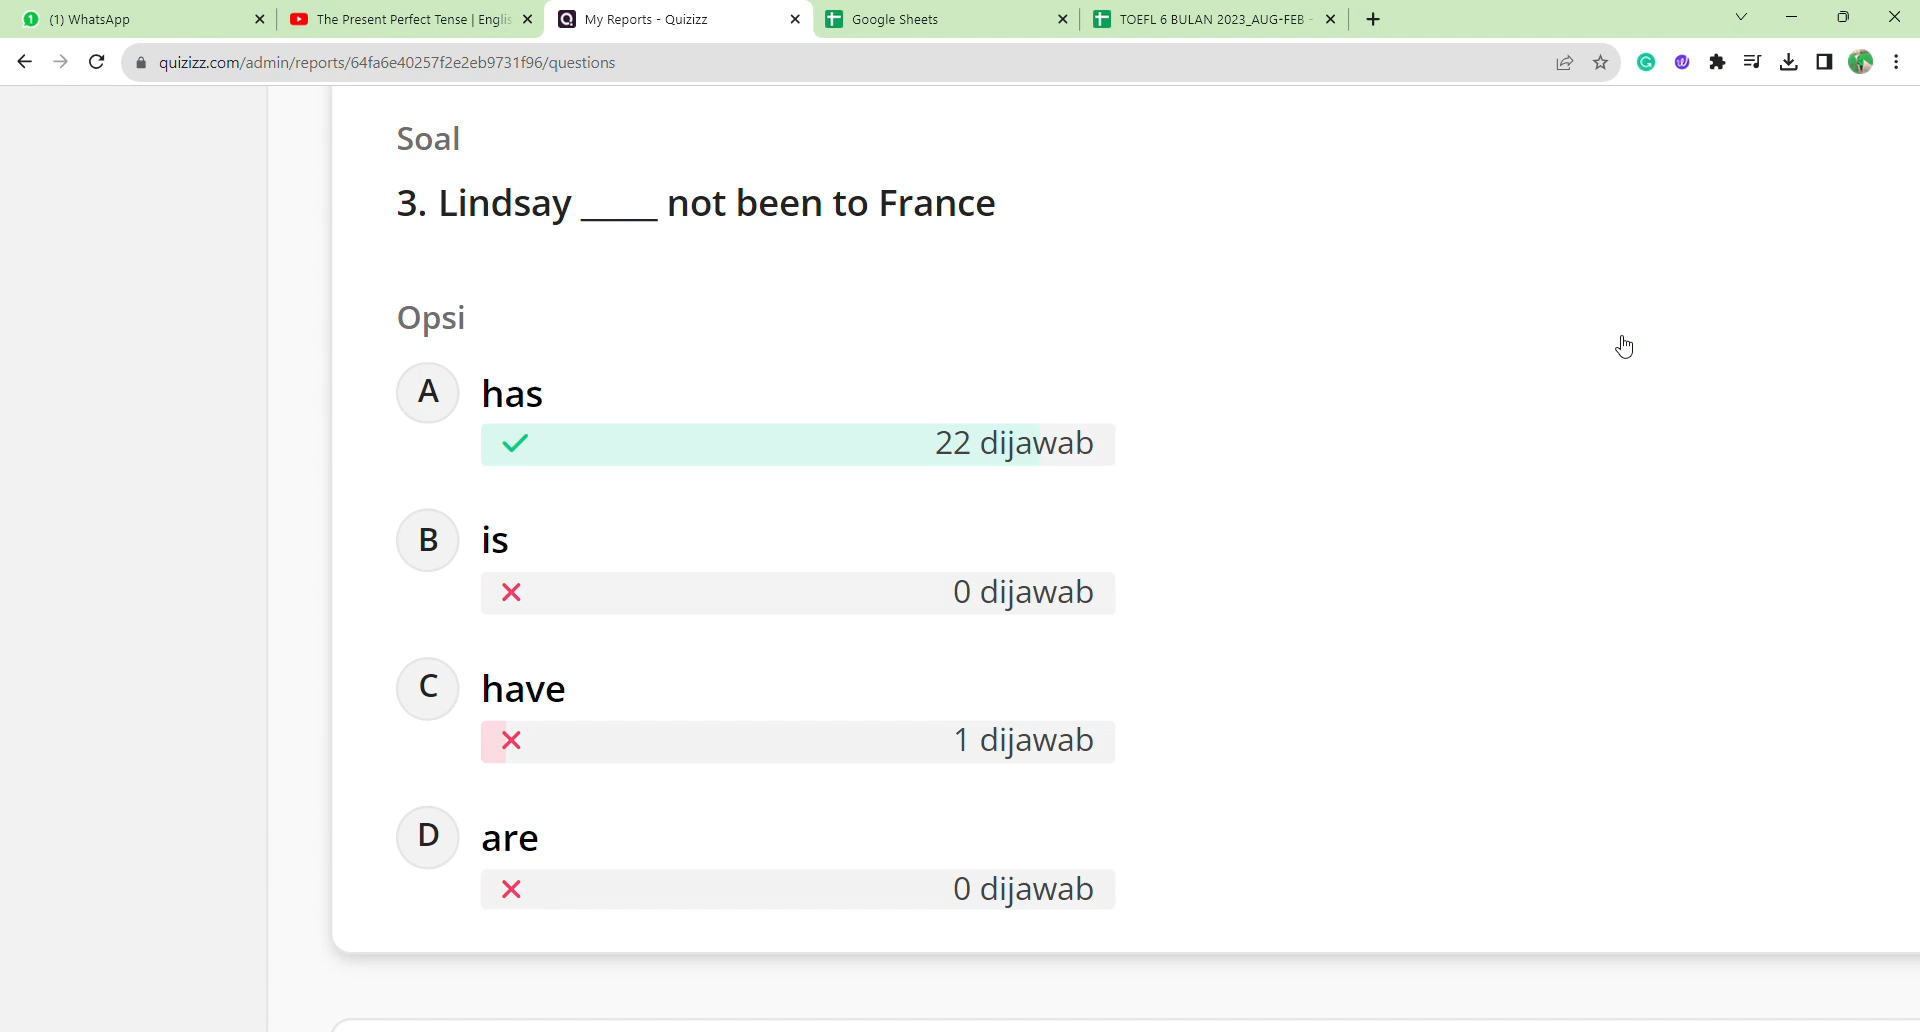 (1) WhatsApp
The Present Perfect Tense | Englis
My Reports - Quizizz
Google Sheets
TOEFL 6 BULAN 2023_AUG-FEB -
quizizz.com/admin/reports/64fa6e40257f2e2eb9731f96/questions
Soal
3. Lindsay _____ not been to France
Opsi
A has
22 dijawab
B is
0 dijawab
C have
1 dijawab
D are
0 dijawab